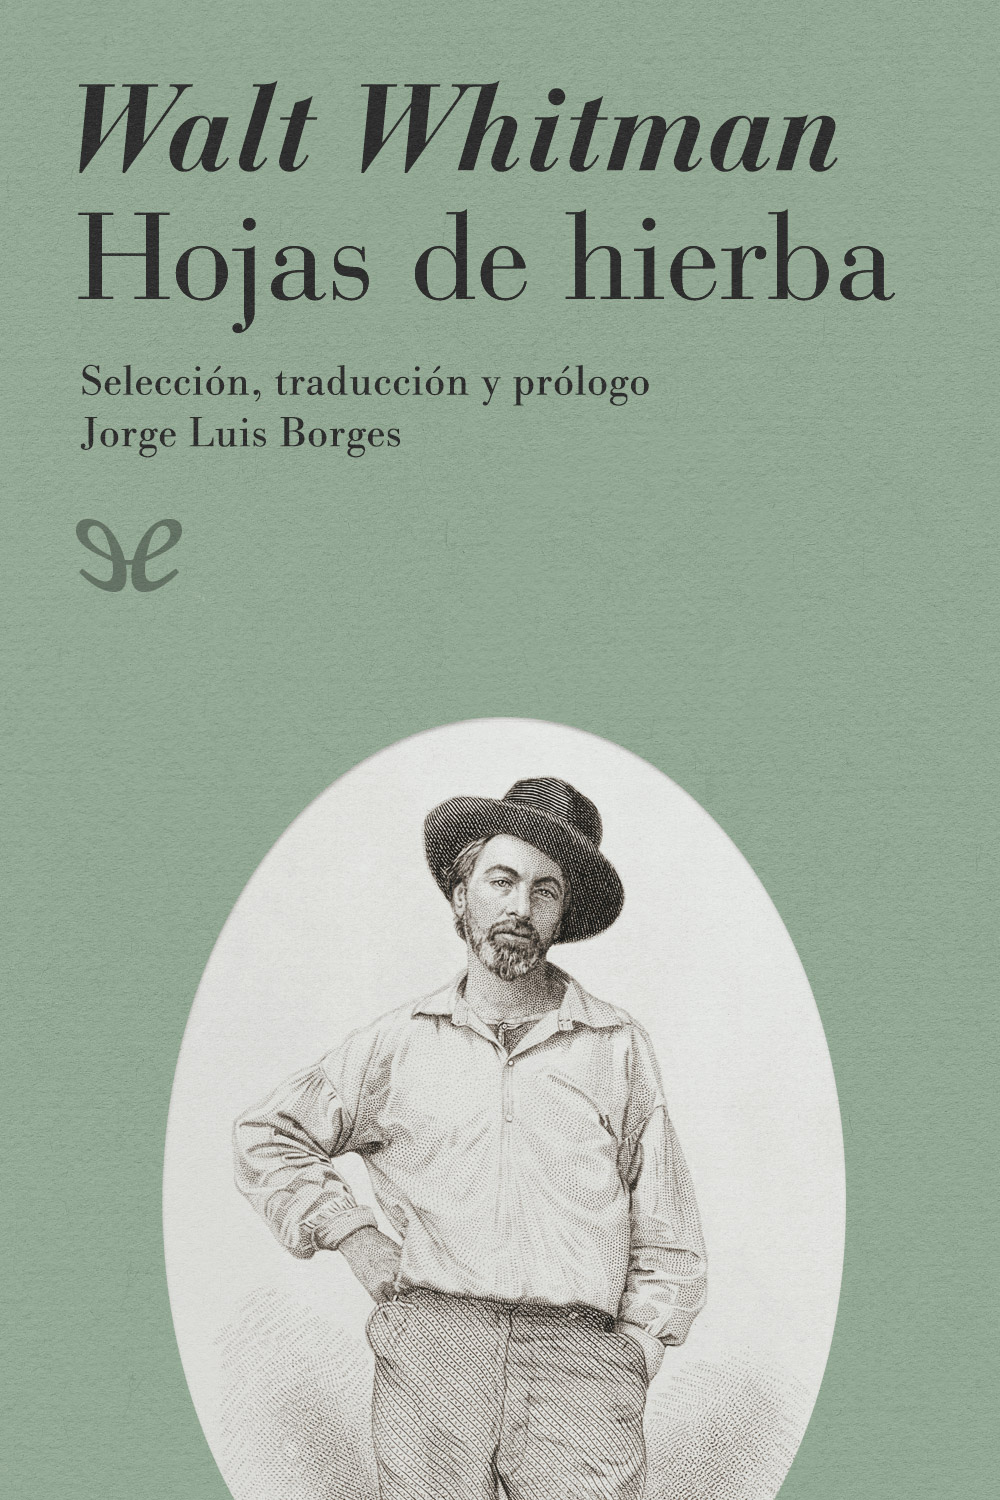 Walt Whitman
Hojas de hierba
Selección, traducción y prólogo
Jorge Luis Borges